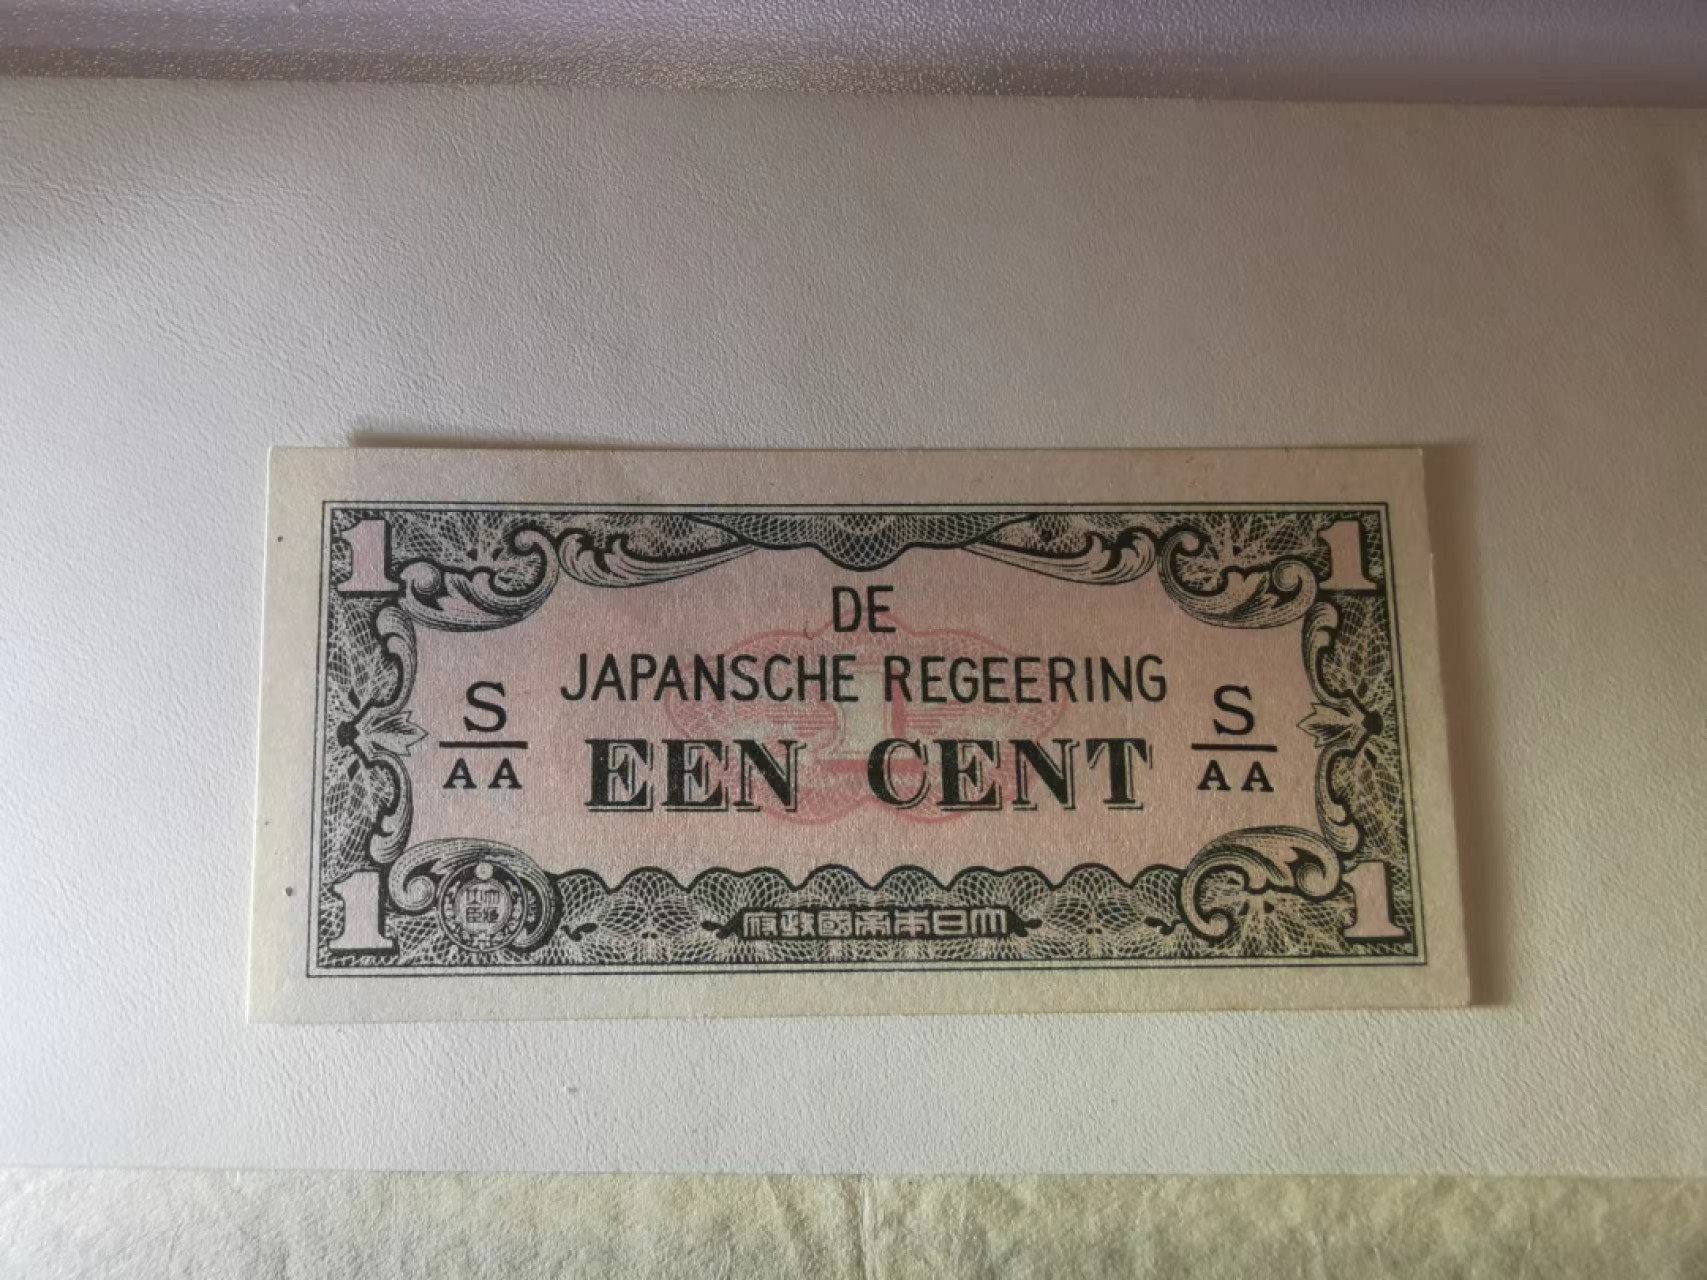 1 1
DE
JAPANSCHE REGEERING
S S
AA AA
EEN CENT
1 1
府政國帝本日大